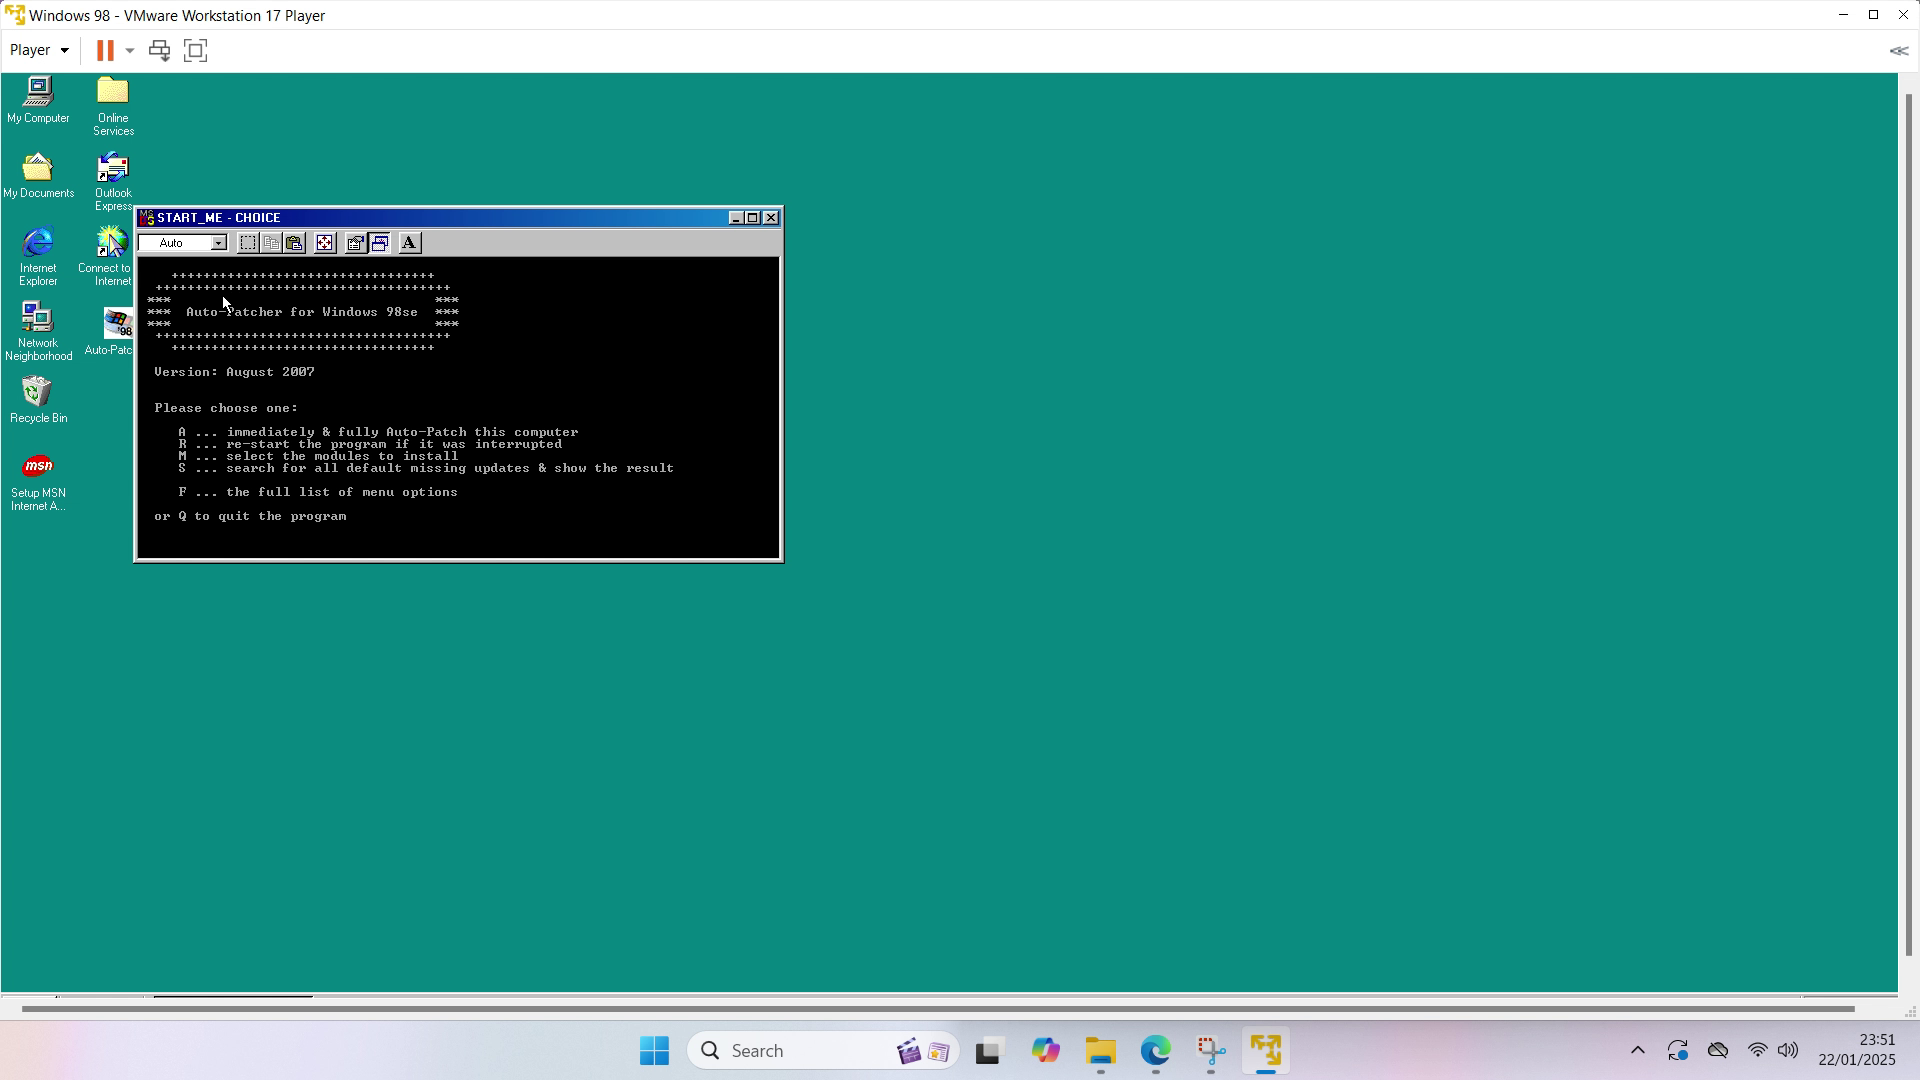 Windows 98 - VMware Workstation 17 Player
Player
My Computer
Online
Services
My Documents
Outlook
Express
Internet
Explorer
Connect to
Internet
Network
Neighborhood
'98
Auto-Patc
Recycle Bin
msn
Setup MSN
Internet A...
START_ME - CHOICE
Auto
A
+++++++++++++++++++++++++++++++++
+++++++++++++++++++++++++++++++++++++
*** ***
*** Auto-Patcher for Windows 98se ***
*** ***
+++++++++++++++++++++++++++++++++++++
+++++++++++++++++++++++++++++++++
Version: August 2007
Please choose one:
A ... immediately & fully Auto-Patch this computer
R ... re-start the program if it was interrupted
M ... select the modules to install
S ... search for all default missing updates & show the result
F ... the full list of menu options
or Q to quit the program
Search
23:51
22/01/2025